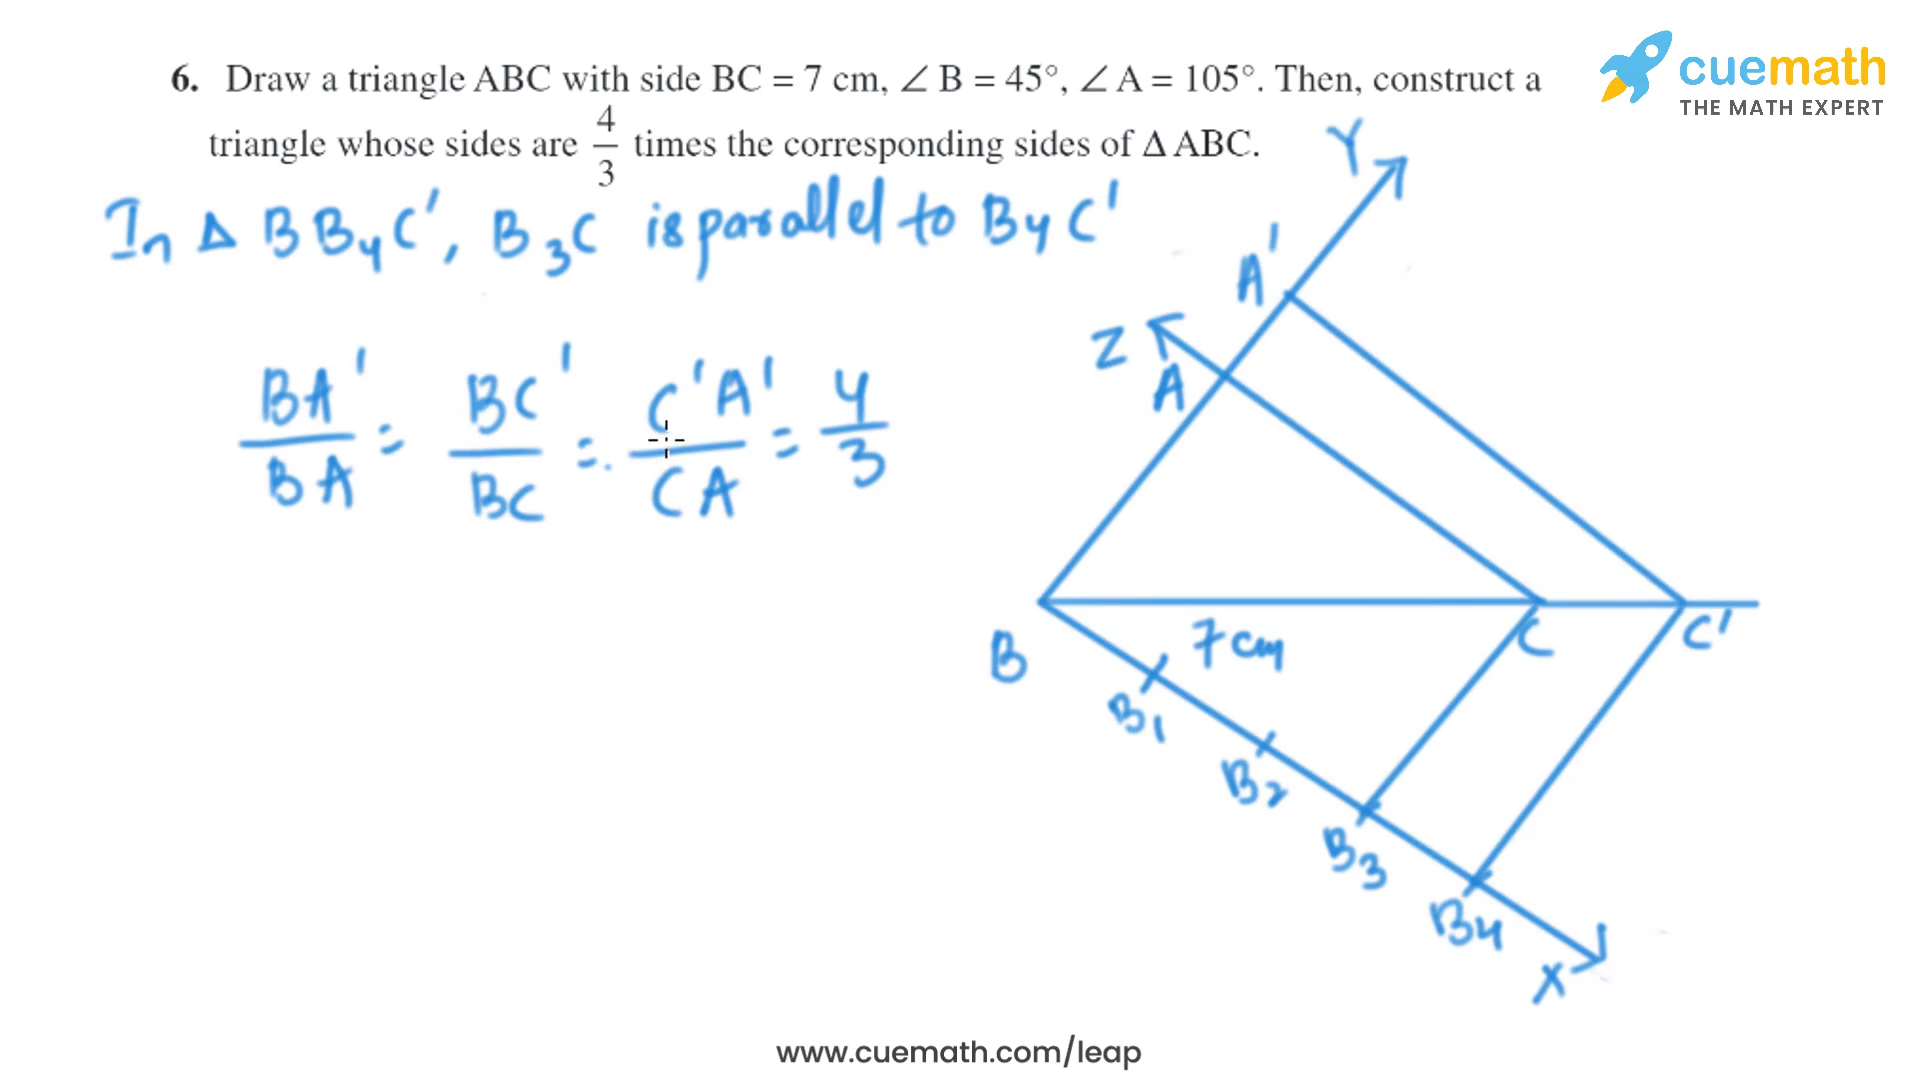 6. Draw a triangle ABC with side BC = 7 cm, ∠ B = 45°, ∠ A = 105°. Then, construct a
triangle whose sides are 4/3 times the corresponding sides of Δ ABC.
cuemath
THE MATH EXPERT
In Δ BB₄C', B₃C is parallel to B₄C'
BA'/BA = BC'/BC = C'A'/CA = 4/3
Y
A'
Z
A
B
7 cm
C
C'
B₁
B₂
B₃
B₄
X
www.cuemath.com/leap